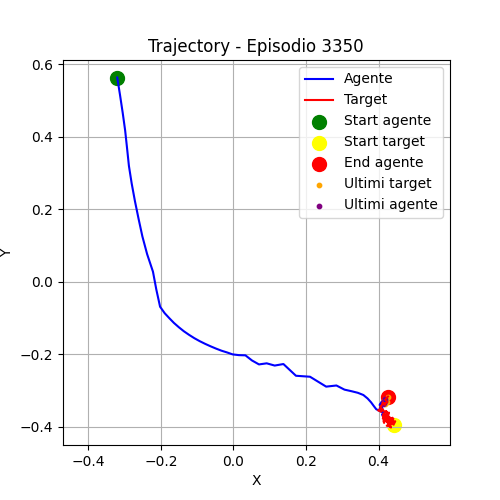 Trajectory - Episodio 3350
Agente
Target
Start agente
Start target
End agente
Ultimi target
Ultimi agente
Y
0.6
0.4
0.2
0.0
−0.2
−0.4
−0.4
−0.2
0.0
0.2
0.4
X